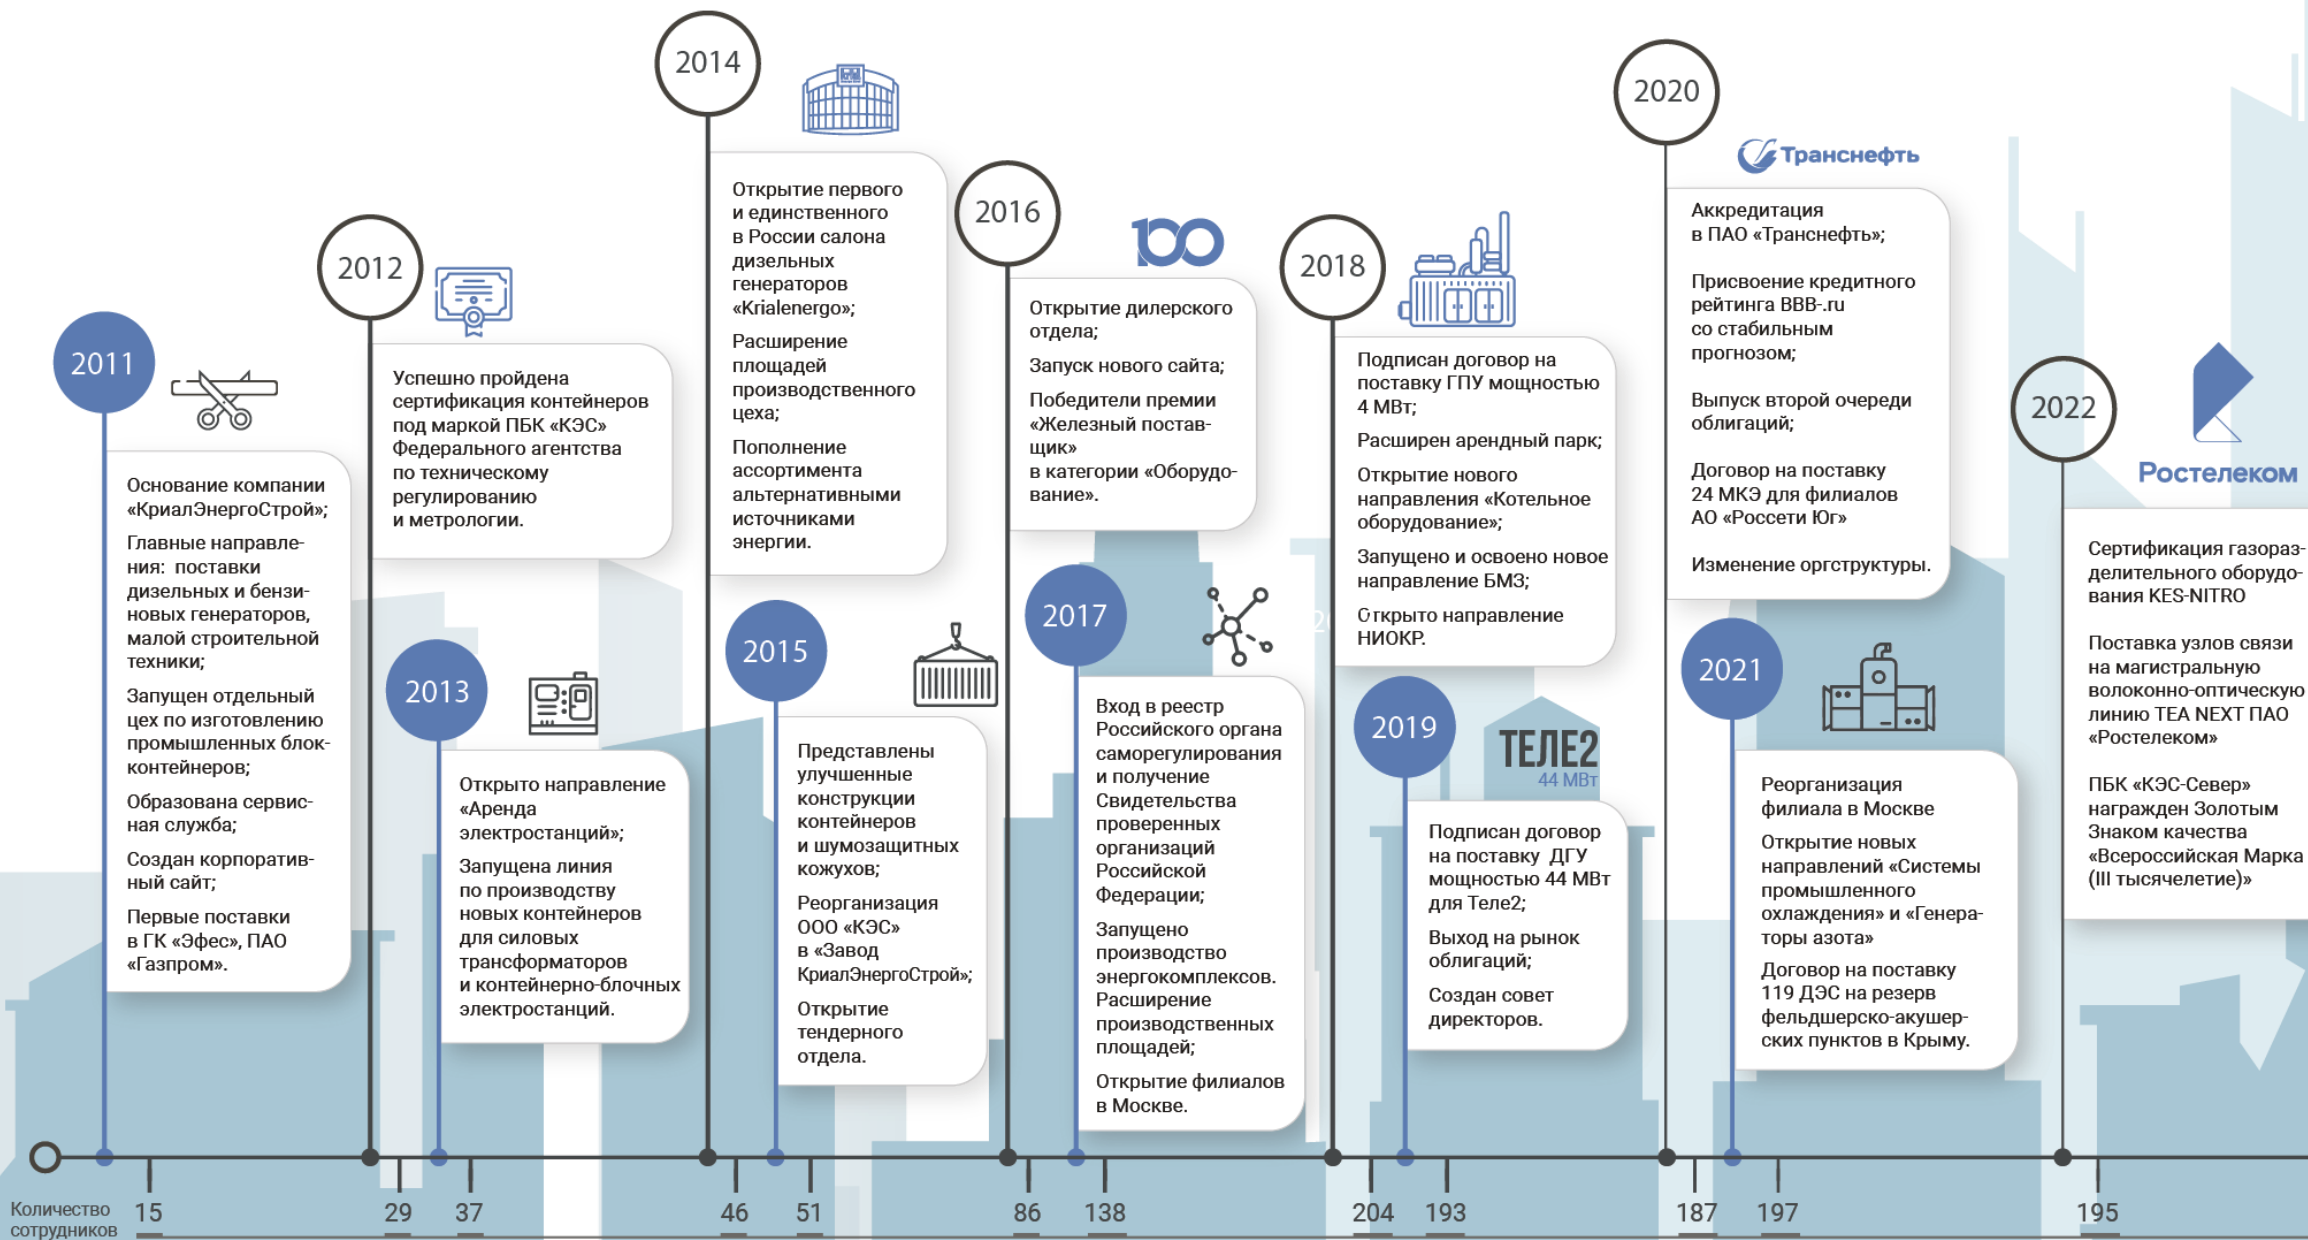 2011
Основание компании
«КриалЭнергоСтрой»;
Главные направле-
ния: поставки
дизельных и бензи-
новых генераторов,
малой строительной
техники;
Запущен отдельный
цех по изготовлению
промышленных блок-
контейнеров;
Образована сервис-
ная служба;
Создан корпоратив-
ный сайт;
Первые поставки
в ГК «Эфес», ПАО
«Газпром».
2012
Успешно пройдена
сертификация контейнеров
под маркой ПБК «КЭС»
Федерального агентства
по техническому
регулированию
и метрологии.
2013
Открыто направление
«Аренда
электростанций»;
Запущена линия
по производству
новых контейнеров
для силовых
трансформаторов
и контейнерно-блочных
электростанций.
2014
Открытие первого
и единственного
в России салона
дизельных
генераторов
«Krialenergo»;
Расширение
площадей
производственного
цеха;
Пополнение
ассортимента
альтернативными
источниками
энергии.
2015
Представлены
улучшенные
конструкции
контейнеров
и шумозащитных
кожухов;
Реорганизация
ООО «КЭС»
в «Завод
КриалЭнергоСтрой»;
Открытие
тендерного
отдела.
2016
100
Открытие дилерского
отдела;
Запуск нового сайта;
Победители премии
«Железный постав-
щик»
в категории «Оборудо-
вание».
2017
Вход в реестр
Российского органа
саморегулирования
и получение
Свидетельства
проверенных
организаций
Российской
Федерации;
Запущено
производство
энергокомплексов.
Расширение
производственных
площадей;
Открытие филиалов
в Москве.
2018
Подписан договор на
поставку ГПУ мощностью
4 МВт;
Расширен арендный парк;
Открытие нового
направления «Котельное
оборудование»;
Запущено и освоено новое
направление БМЗ;
Открыто направление
НИОКР.
2019
ТЕЛЕ2
44 МВт
Подписан договор
на поставку ДГУ
мощностью 44 МВт
для Теле2;
Выход на рынок
облигаций;
Создан совет
директоров.
2020
Транснефть
Аккредитация
в ПАО «Транснефть»;
Присвоение кредитного
рейтинга BBB-.ru
со стабильным
прогнозом;
Выпуск второй очереди
облигаций;
Договор на поставку
24 МКЭ для филиалов
АО «Россети Юг»
Изменение оргструктуры.
2021
Реорганизация
филиала в Москве
Открытие новых
направлений «Системы
промышленного
охлаждения» и «Генера-
торы азота»
Договор на поставку
119 ДЭС на резерв
фельдшерско-акушер-
ских пунктов в Крыму.
2022
Ростелеком
Сертификация газораз-
делительного оборудо-
вания KES-NITRO
Поставка узлов связи
на магистральную
волоконно-оптическую
линию TEA NEXT ПАО
«Ростелеком»
ПБК «КЭС-Север»
награжден Золотым
Знаком качества
«Всероссийская Марка
(III тысячелетие)»
Количество
сотрудников
15 29 37 46 51 86 138 204 193 187 197 195